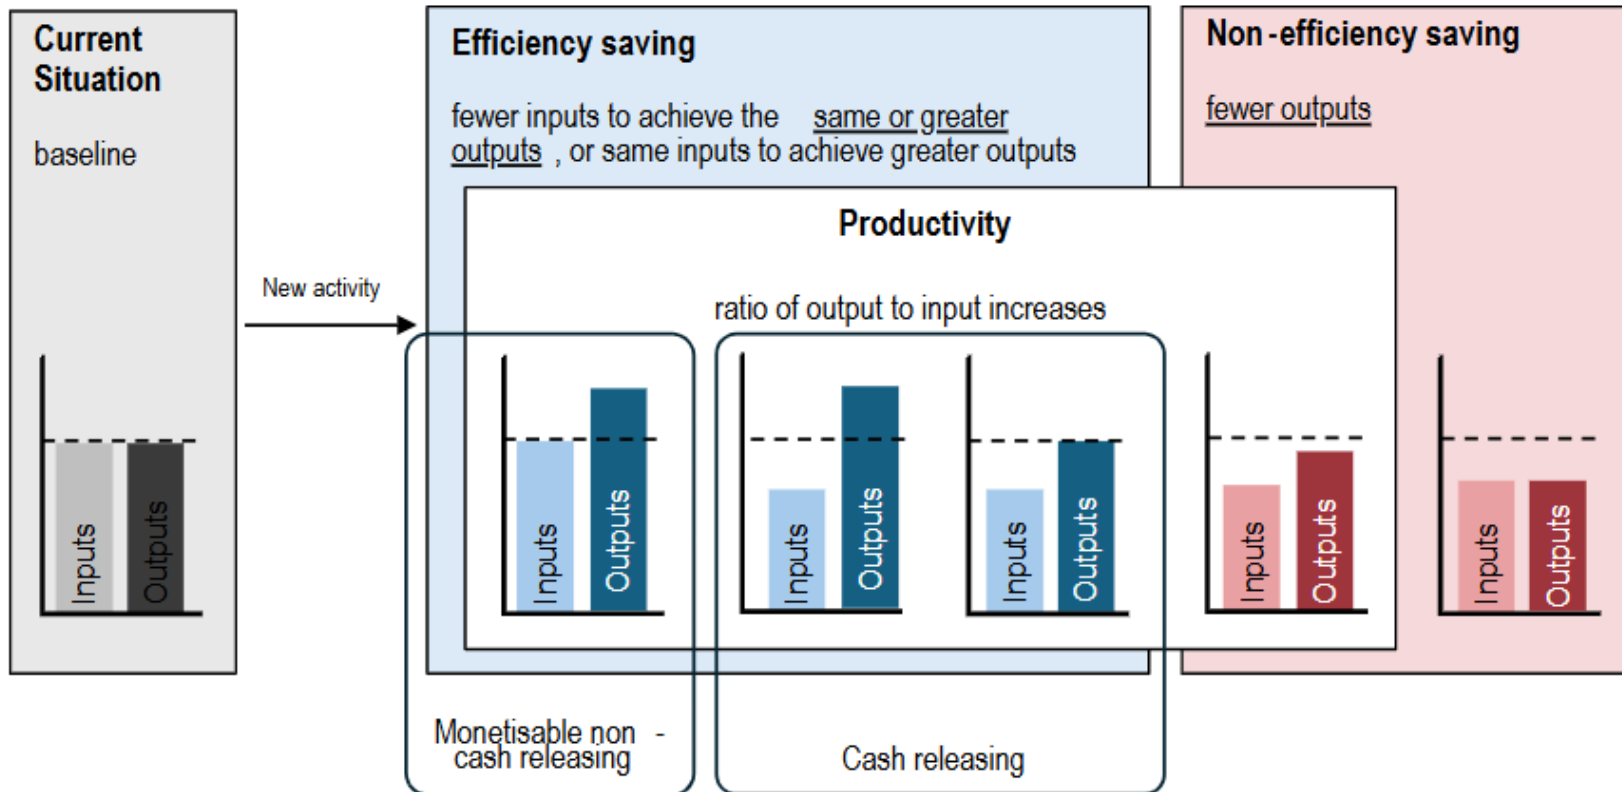 Current
Situation
baseline
New activity
Efficiency saving
fewer inputs to achieve the same or greater
outputs , or same inputs to achieve greater outputs
Non -efficiency saving
fewer outputs
Productivity
ratio of output to input increases
Inputs
Outputs
Inputs
Outputs
Inputs
Outputs
Inputs
Outputs
Inputs
Outputs
Inputs
Outputs
Monetisable non -
cash releasing
Cash releasing